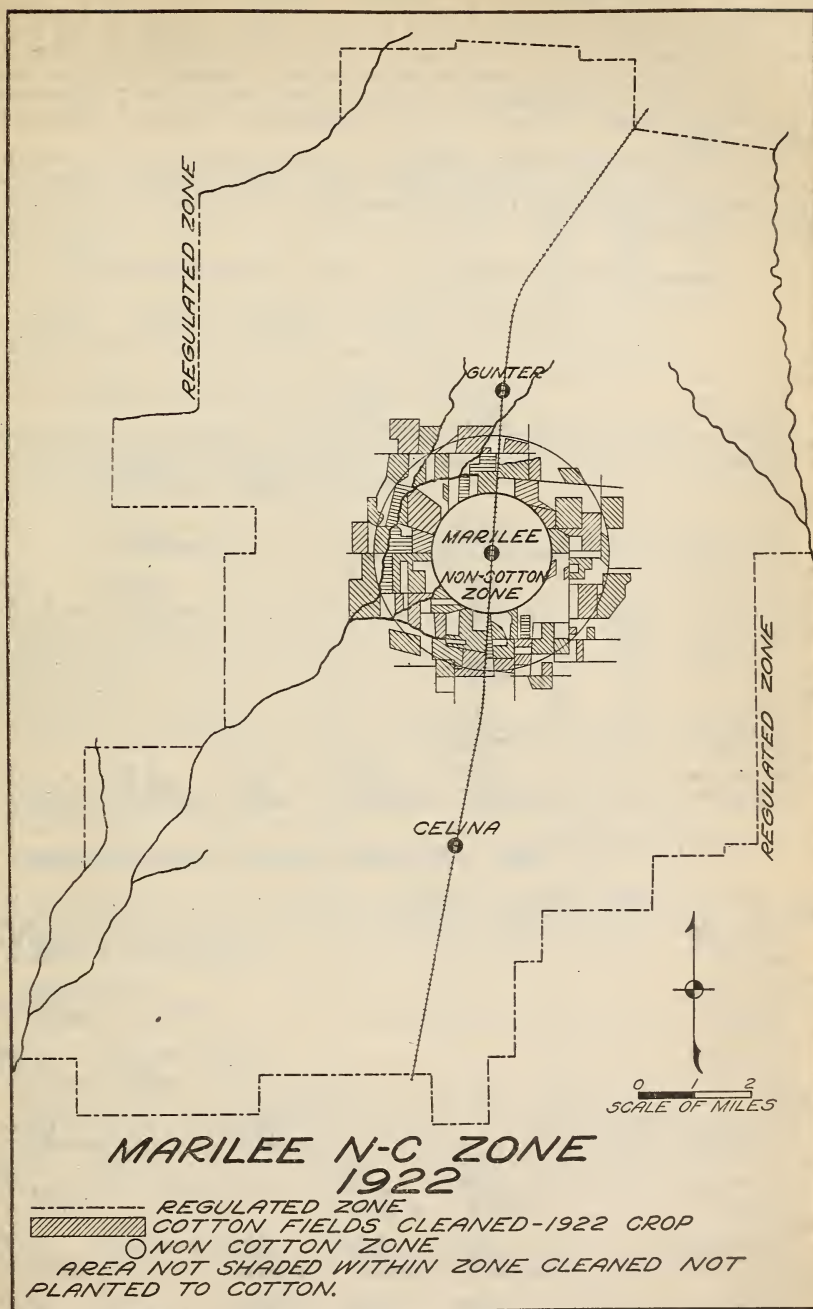 REGULATED ZONE
GUNTER
MARILEE
NON-COTTON
ZONE
REGULATED ZONE
CELINA
0 1 2
SCALE OF MILES
MARILEE N-C ZONE
1922
REGULATED ZONE
COTTON FIELDS CLEANED-1922 CROP
NON COTTON ZONE
AREA NOT SHADED WITHIN ZONE CLEANED NOT
PLANTED TO COTTON.